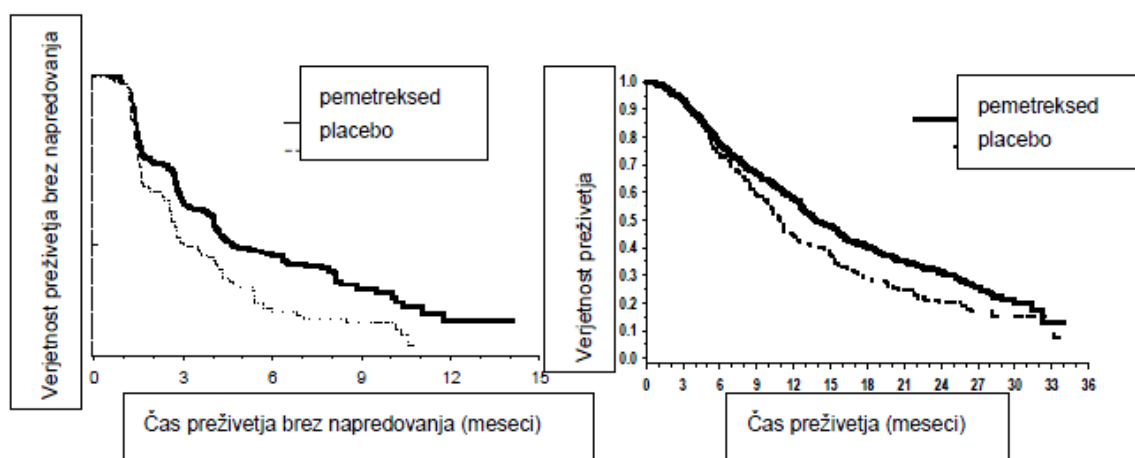 Verjetnost preživetja brez napredovanja
pemetreksed
placebo
0 3 6 9 10 12 15
Čas preživetja brez napredovanja (meseci)
Verjetnost preživetja
1.0
0.9
0.8
0.7
0.6
0.5
0.4
0.3
0.2
0.1
0.0
pemetreksed
placebo
0 3 6 9 12 15 18 21 24 27 30 33 36
Čas preživetja (meseci)